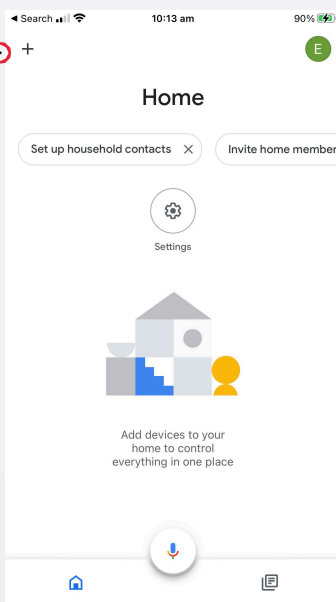 Search 10:13 am 90%
E
Home
Set up household contacts Invite home member
Settings
Add devices to your
home to control
everything in one place